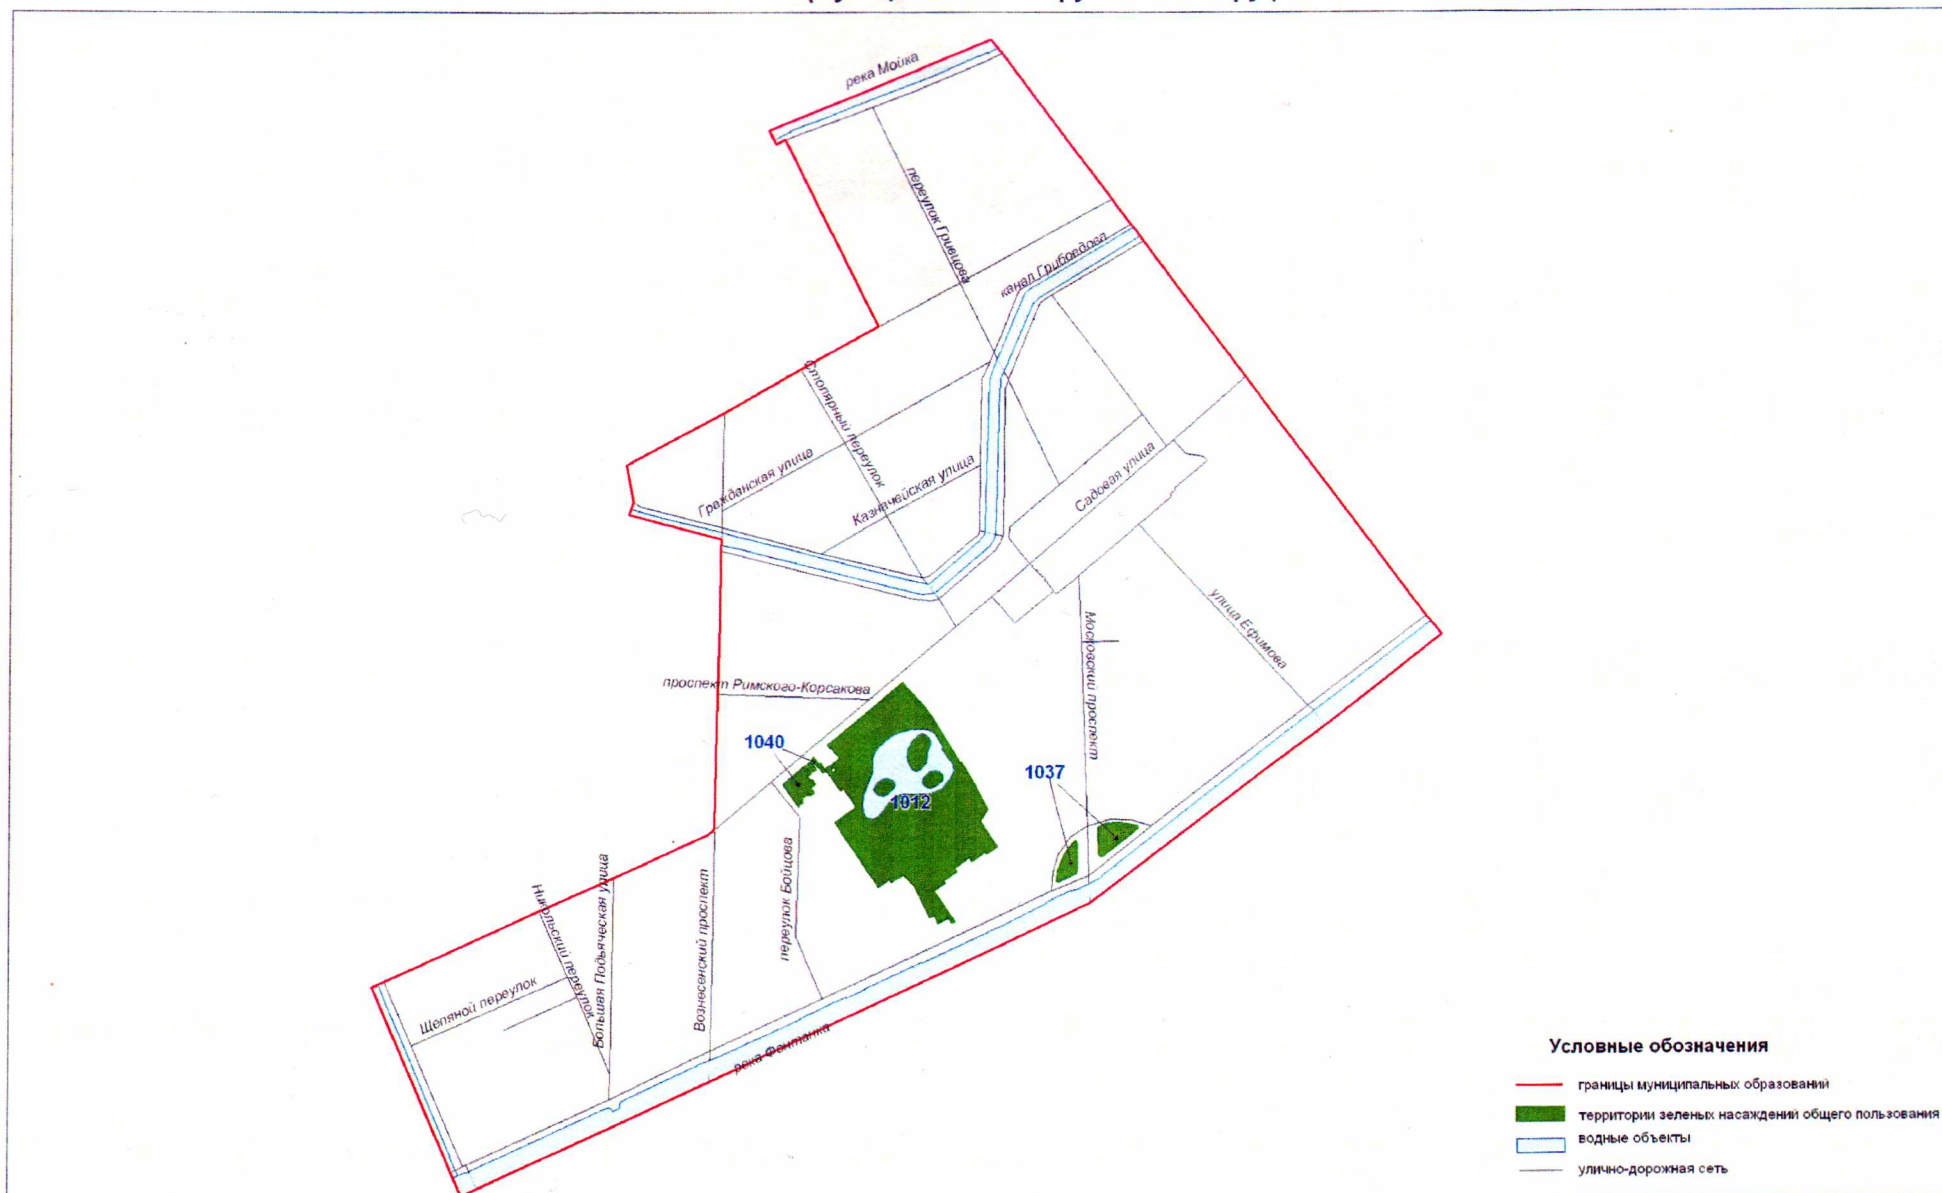 река Мойка
переулок Гривцова
канал Грибоедова
Столярный переулок
Гражданская улица
Казначейская улица
Садовая улица
улица Ефимова
Московский проспект
проспект Римского-Корсакова
1040
1037
1012
переулок Бойцова
Вознесенский проспект
Большая Подьяческая улица
Никольский переулок
Щепяной переулок
река Фонтанка
Условные обозначения
границы муниципальных образований
территории зеленых насаждений общего пользования
водные объекты
улично-дорожная сеть